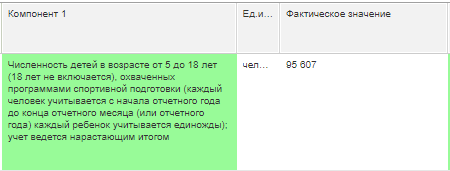 Компонент 1
Ед.и...
Фактическое значение
Численность детей в возрасте от 5 до 18 лет
(18 лет не включается), охваченных
программами спортивной подготовки (каждый
человек учитывается с начала отчетного года
до конца отчетного месяца (или отчетного
года) каждый ребенок учитывается единожды);
учет ведется нарастающим итогом
чел...
95 607